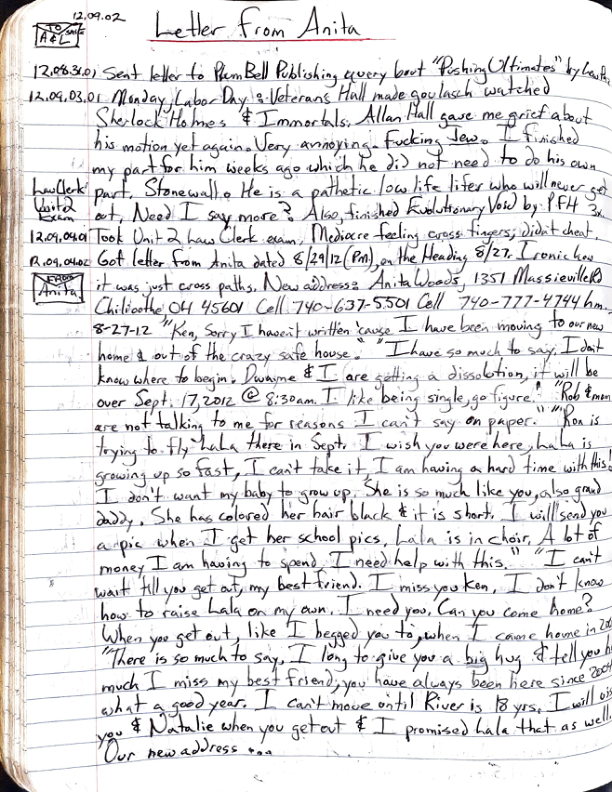 12.09.02
TO A&L SAME
Letter From Anita
12.08.31.01 Sent letter to PlumBell Publishing query bout "Pushing Ultimates" by Lew
12.09.03.01 Monday, Labor Day: Veterans Hall made goulasch watched
Sherlock Holmes & Immortals. Allan Hall gave me grief about
his motion yet again. Very annoying. Fucking Jew. I finished
my part for him weeks ago which he did not need to do his own
Law Clerk Unit 2 Exam
part. Stonewall. He is a pathetic low life lifer who will never get
out, Need I say more? Also, finished Evolutionary Void by PFH 3x
12.09.04.01 Took Unit 2 Law Clerk exam, Mediocre feeling cross fingers, didn't cheat.
12.09.04.02 Got letter from Anita dated 8/29/12 (Pm), on the Heading 8/27. Ironic how
FROM Anita
it was just cross paths. New address: Anita Woods, 1351 Massieville Rd
Chilicothe OH 45601 Cell 740-637-5501 Cell 740-777-4744 hm.
8-27-12 "Ken, Sorry I haven't written 'cause I have been moving to our new
home & out of the crazy safe house." "I have so much to say. I don't
know where to begin. Dwayne & I are getting a dissolution, it will be
over Sept, 17, 2012 @ 8:30am. I like being single, go figure." "Rob & mom
are not talking to me for reasons I can't say on paper." "Ron is
trying to fly LaLa there in Sept. I wish you were here, LaLa is
growing up so fast, I can't take it, I am having a hard time with this!
I don't want my baby to grow up. She is so much like you, also grand
daddy. She has colored her hair black & it is short. I will send you
a pic when I get her school pics, Lala is in choir. A lot of
money I am having to spend, I need help with this." "I can't
wait till you get out, my best friend. I miss you Ken, I don't know
how to raise Lala on my own. I need you. Can you come home?
When you get out, like I begged you to, when I came home in
"There is so much to say, I long to give you a big hug & tell you
much I miss my best friend, you have always been here since 2009
what a good year. I can't move until River is 18 yrs. I will
you & Natalie when you get out & I promised Lala that as well.
Our new address ...